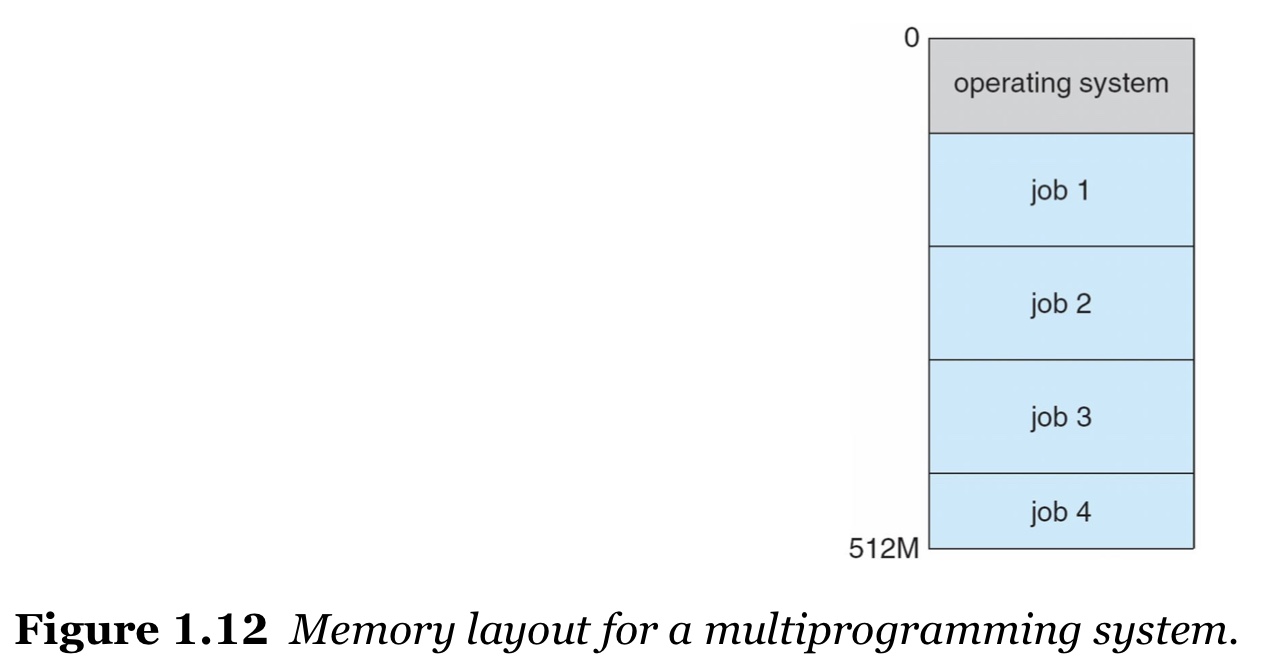 0
operating system
job 1
job 2
job 3
job 4
512M
Figure 1.12 Memory layout for a multiprogramming system.